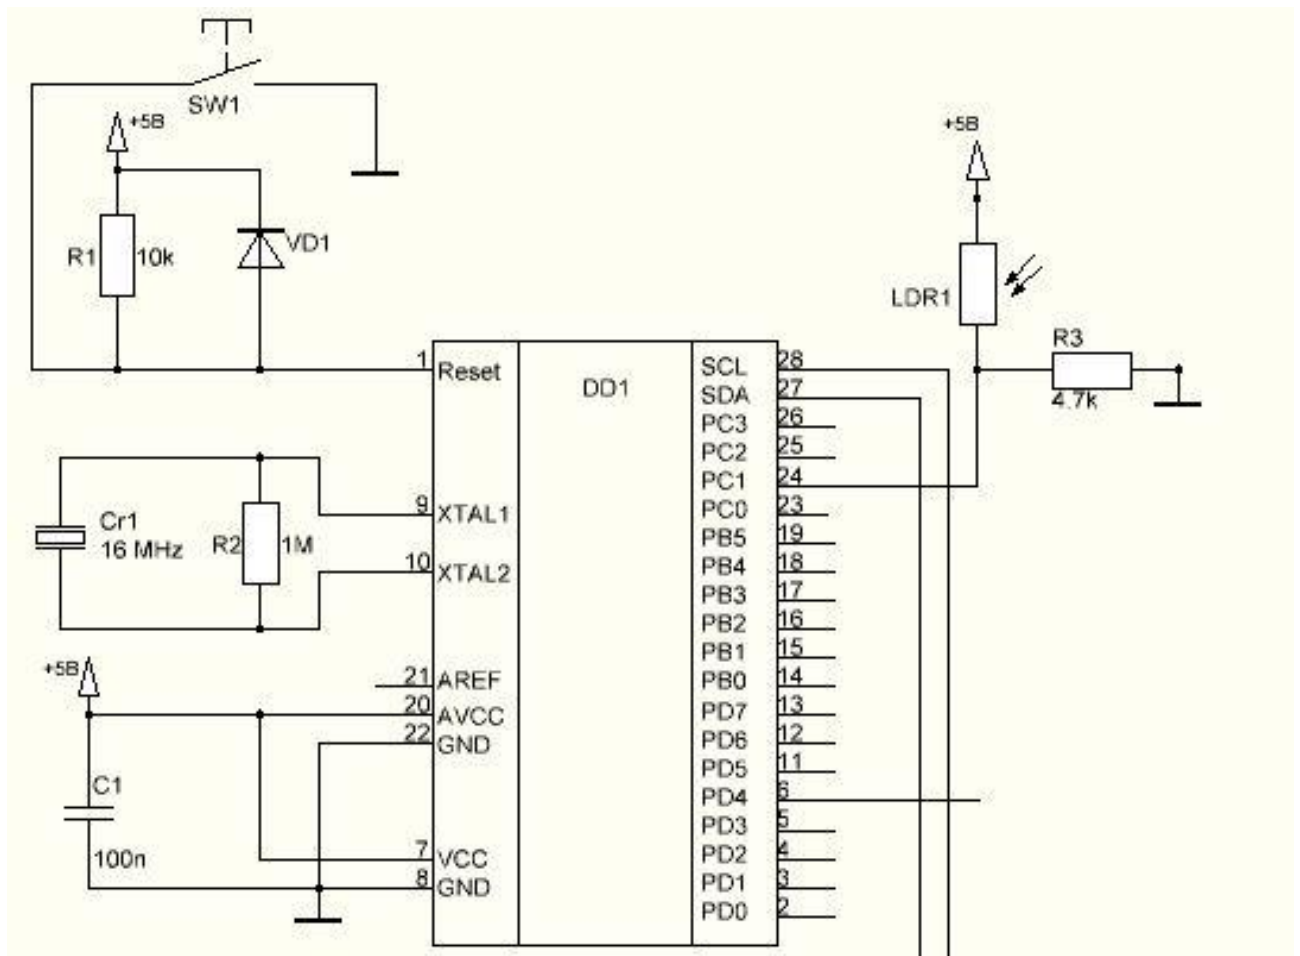 SW1
+5В
R1
10k
VD1
+5В
LDR1
R3
4.7k
DD1
1 Reset
Cr1
16 MHz
R2
1M
9 XTAL1
10 XTAL2
+5В
21 AREF
20 AVCC
22 GND
C1
100n
7 VCC
8 GND
SCL 28
SDA 27
PC3 26
PC2 25
PC1 24
PC0 23
PB5 19
PB4 18
PB3 17
PB2 16
PB1 15
PB0 14
PD7 13
PD6 12
PD5 11
PD4 6
PD3 5
PD2 4
PD1 3
PD0 2